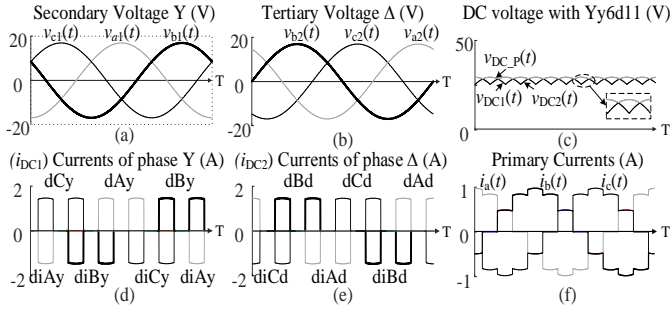 Secondary Voltage Y (V) Tertiary Voltage Δ (V) DC voltage with Yy6d11 (V)
20 v_c1(t) v_a1(t) v_b1(t) 20 v_b2(t) v_c2(t) v_a2(t) 50
v_DC_P(t)
0 T 0 T T
v_DC1(t) v_DC2(t)
-20 (a) -20 (b) 0 (c)
(i_DC1) Currents of phase Y (A) (i_DC2) Currents of phase Δ (A) Primary Currents (A)
2 dCy dAy dBy 2 dBd dCd dAd 1 i_a(t) i_b(t) i_c(t)
0 T 0 T 0 T
-2 diAy diBy diCy diAy -2 diCd diAd diBd -1
(d) (e) (f)